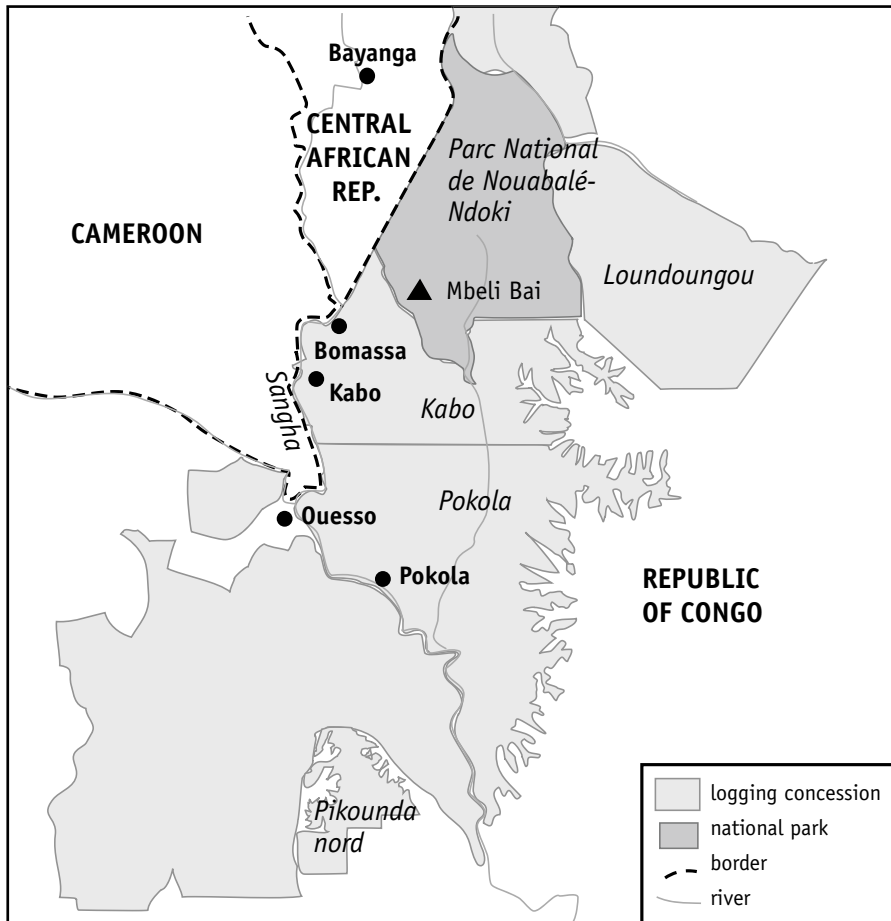 Bayanga
CENTRAL
AFRICAN
REP.
Parc National
de Nouabalé-
Ndoki
CAMEROON
Loundoungou
Mbeli Bai
Bomassa
Sangha
Kabo
Kabo
Pokola
Ouesso
Pokola
REPUBLIC
OF CONGO
Pikounda
nord
logging concession
national park
border
river